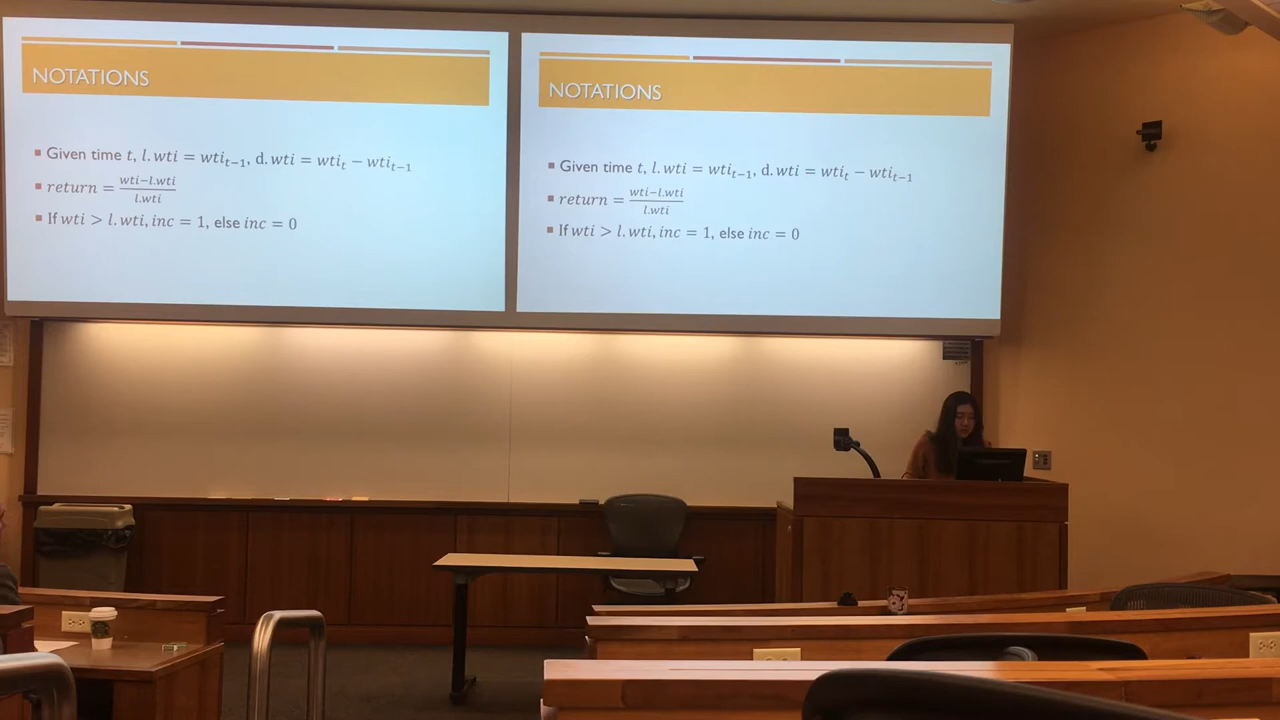 NOTATIONS
▪ Given time t, l.wti = wti_{t−1}, d.wti = wti_t − wti_{t−1}
▪ return = \frac{wti−l.wti}{l.wti}
▪ If wti > l.wti, inc = 1, else inc = 0
NOTATIONS
▪ Given time t, l.wti = wti_{t−1}, d.wti = wti_t − wti_{t−1}
▪ return = \frac{wti−l.wti}{l.wti}
▪ If wti > l.wti, inc = 1, else inc = 0